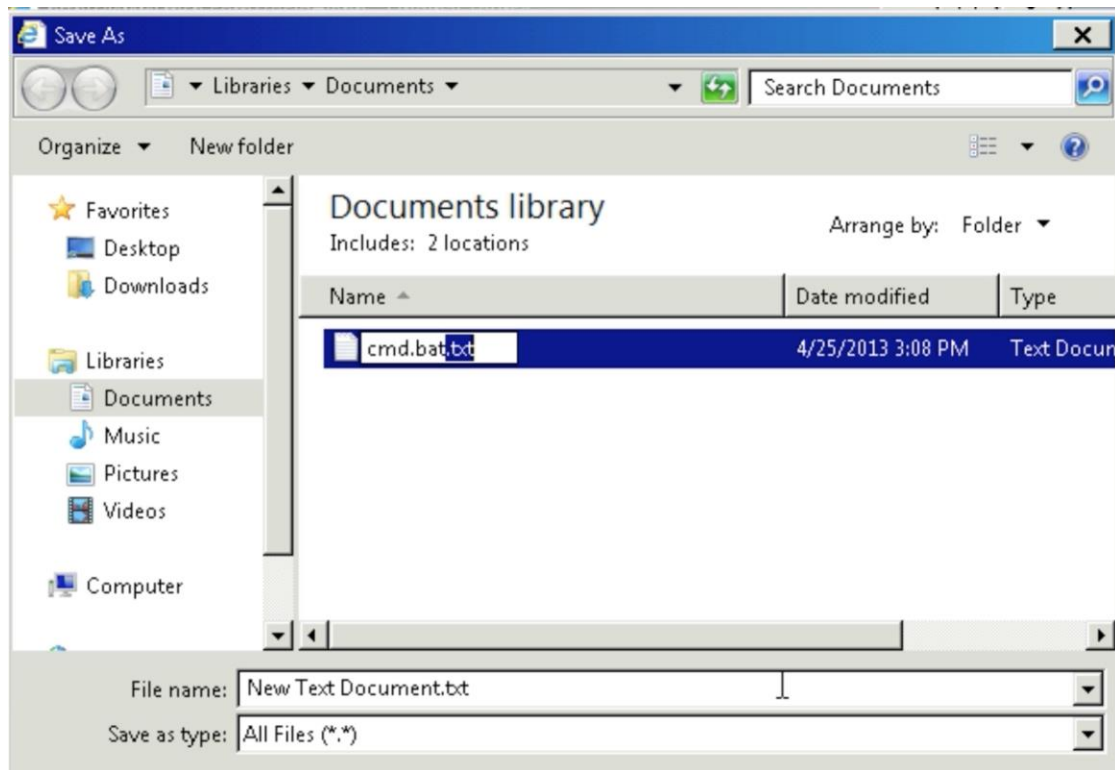 Save As
Libraries Documents
Search Documents
Organize
New folder
Favorites
Desktop
Downloads
Libraries
Documents
Music
Pictures
Videos
Computer
Documents library
Includes: 2 locations
Arrange by: Folder
Name
Date modified
Type
cmd.bat.txt
4/25/2013 3:08 PM
Text Docum
File name: New Text Document.txt
Save as type: All Files (*.*)